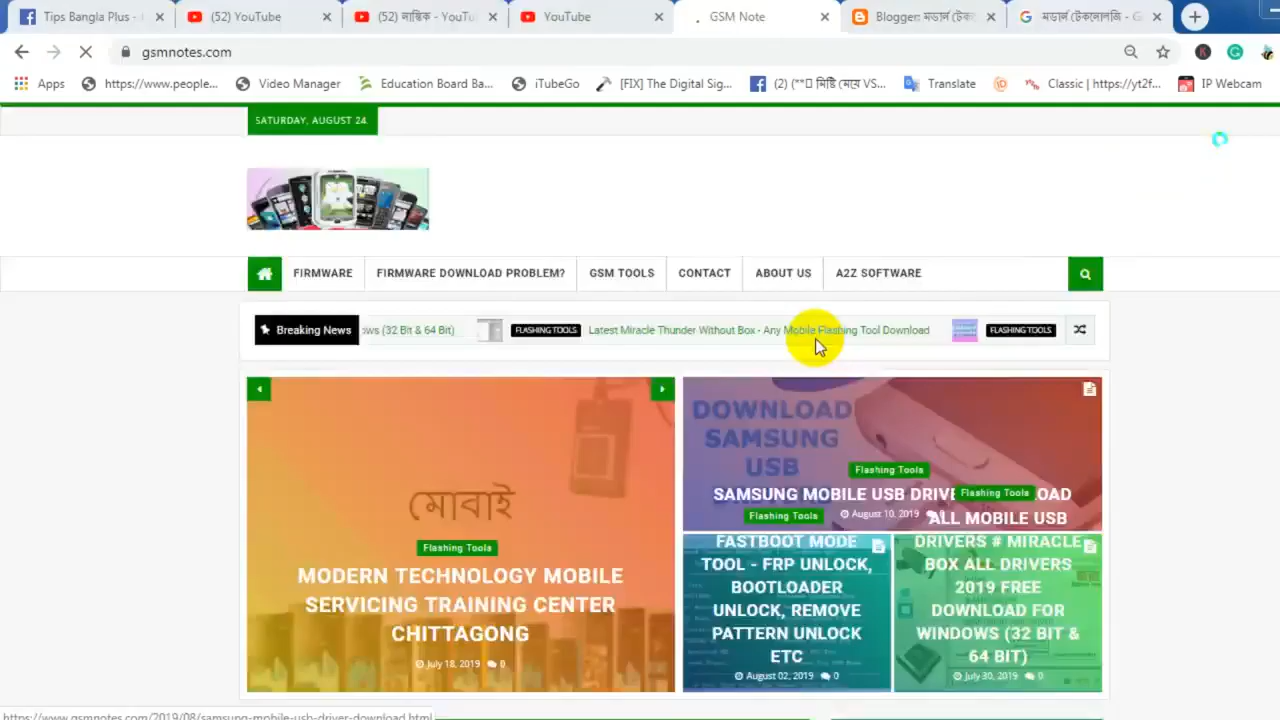 Tips Bangla Plus -
(52) YouTube
(52) নাস্তিক - YouTu
YouTube
GSM Note
Blogger: মডার্ন টেক
মডার্ন টেকনোলজি - G
gsmnotes.com
Apps
https://www.people...
Video Manager
Education Board Ba...
iTubeGo
[FIX] The Digital Sig...
(2) (**ꯁ মিষ্টি মেয়ে VS...
Translate
Classic | https://yt2f...
IP Webcam
SATURDAY, AUGUST 24.
FIRMWARE
FIRMWARE DOWNLOAD PROBLEM?
GSM TOOLS
CONTACT
ABOUT US
A2Z SOFTWARE
Breaking News
ws (32 Bit & 64 Bit)
FLASHING TOOLS
Latest Miracle Thunder Without Box - Any Mobile Flashing Tool Download
FLASHING TOOLS
মোবাই
Flashing Tools
MODERN TECHNOLOGY MOBILE
SERVICING TRAINING CENTER
CHITTAGONG
July 18, 2019 0
DOWNLOAD
SAMSUNG
USB
Flashing Tools
SAMSUNG MOBILE USB DRIVE OAD
August 10, 2019
Flashing Tools
FASTBOOT MODE
TOOL - FRP UNLOCK,
BOOTLOADER
UNLOCK, REMOVE
PATTERN UNLOCK
ETC
August 02, 2019 0
Flashing Tools
ALL MOBILE USB
DRIVERS # MIRACLE
BOX ALL DRIVERS
2019 FREE
DOWNLOAD FOR
WINDOWS (32 BIT &
64 BIT)
July 30, 2019 0
https://www.gsmnotes.com/2019/08/samsung-mobile-usb-driver-download.html